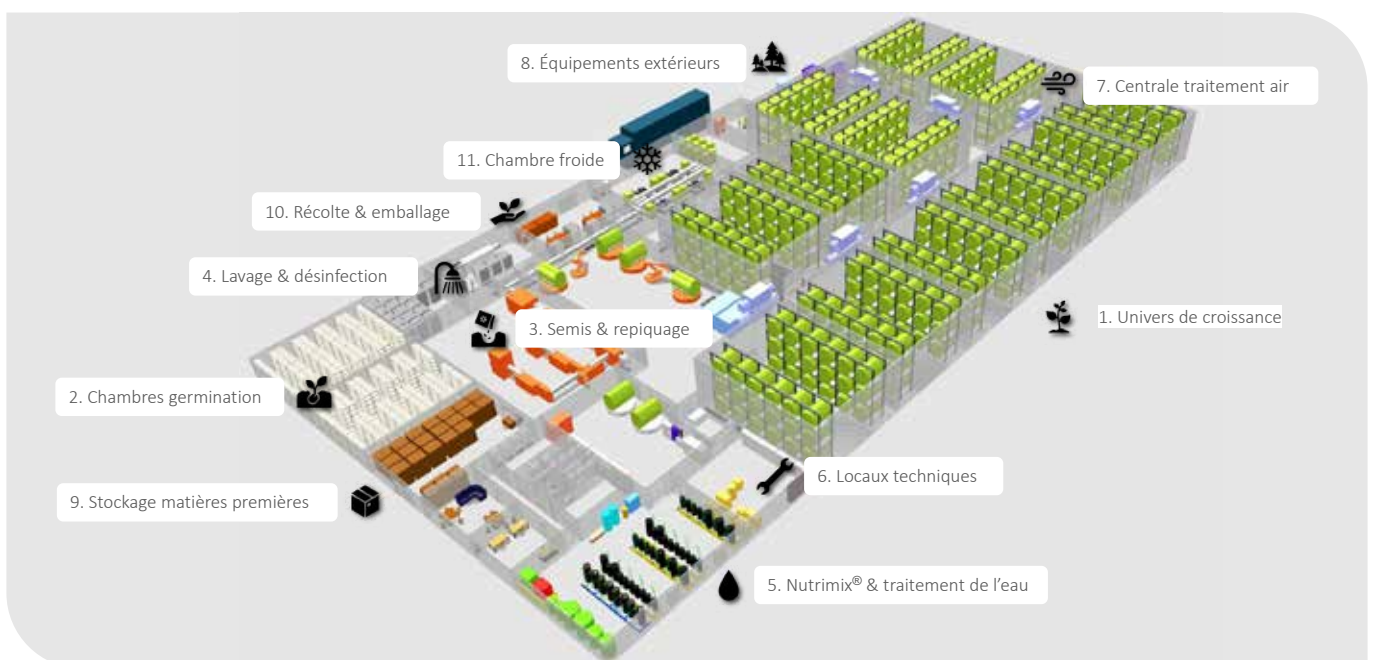 8. Équipements extérieurs
7. Centrale traitement air
11. Chambre froide
10. Récolte & emballage
4. Lavage & désinfection
1. Univers de croissance
3. Semis & repiquage
2. Chambres germination
6. Locaux techniques
9. Stockage matières premières
5. Nutrimix® & traitement de l’eau